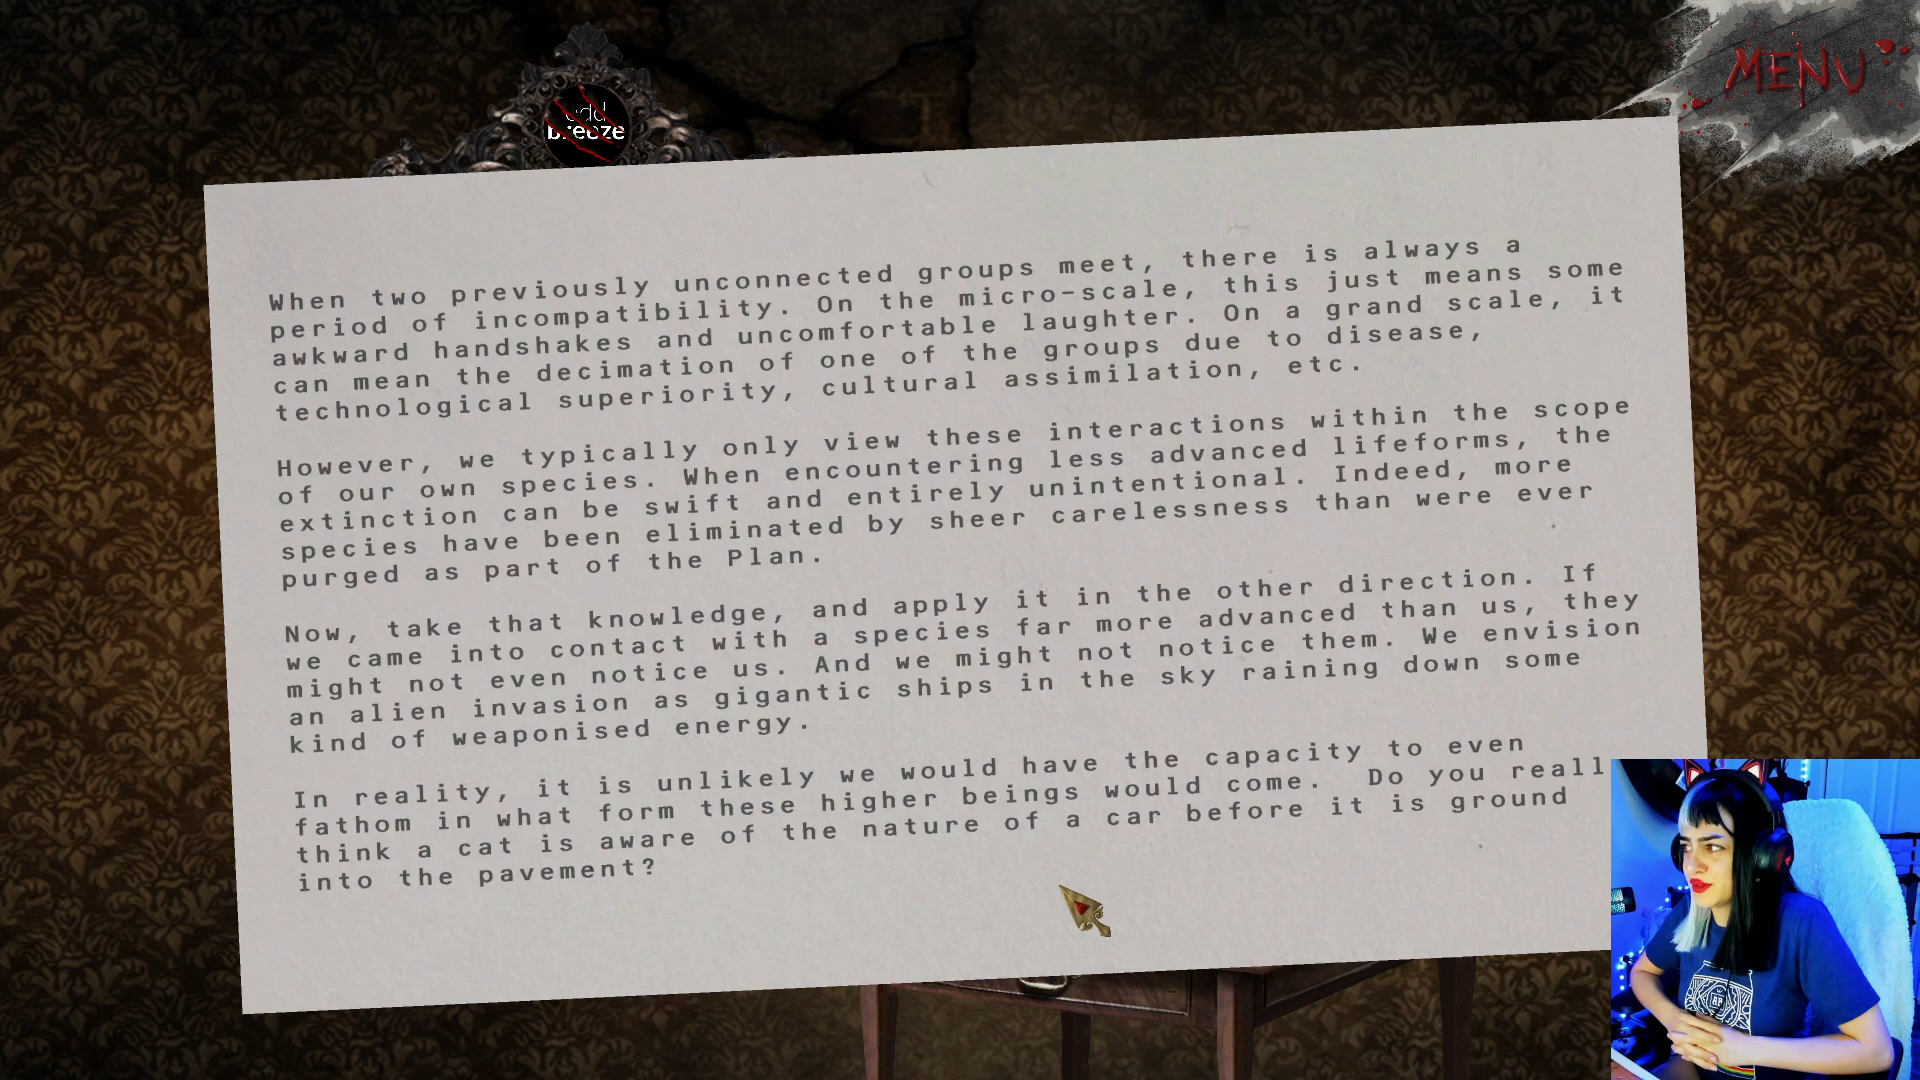 MENU
odd
breeze
When two previously unconnected groups meet, there is always a
period of incompatibility. On the micro-scale, this just means some
awkward handshakes and uncomfortable laughter. On a grand scale, it
can mean the decimation of one of the groups due to disease,
technological superiority, cultural assimilation, etc.
However, we typically only view these interactions within the scope
of our own species. When encountering less advanced lifeforms, the
extinction can be swift and entirely unintentional. Indeed, more
species have been eliminated by sheer carelessness than were ever
purged as part of the Plan.
Now, take that knowledge, and apply it in the other direction. If
we came into contact with a species far more advanced than us, they
might not even notice us. And we might not notice them. We envision
an alien invasion as gigantic ships in the sky raining down some
kind of weaponised energy.
In reality, it is unlikely we would have the capacity to even
fathom in what form these higher beings would come. Do you reall
think a cat is aware of the nature of a car before it is ground
into the pavement?